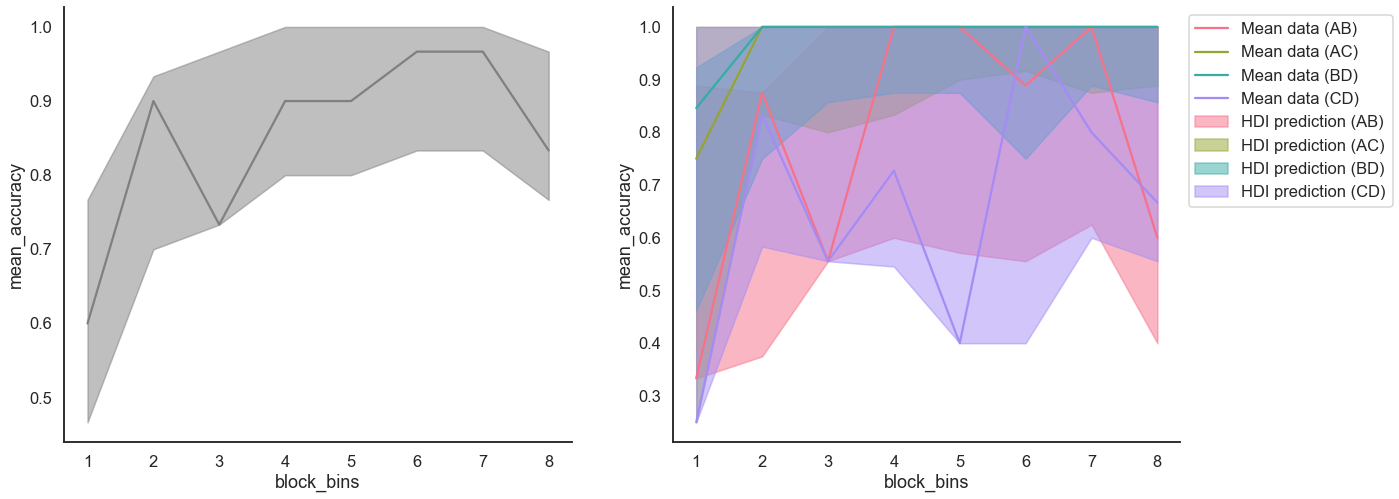 1.0
0.9
0.8
0.7
0.6
0.5
mean_accuracy
1 2 3 4 5 6 7 8
block_bins
1.0
0.9
0.8
0.7
0.6
0.5
0.4
0.3
mean_accuracy
1 2 3 4 5 6 7 8
block_bins
Mean data (AB)
Mean data (AC)
Mean data (BD)
Mean data (CD)
HDI prediction (AB)
HDI prediction (AC)
HDI prediction (BD)
HDI prediction (CD)